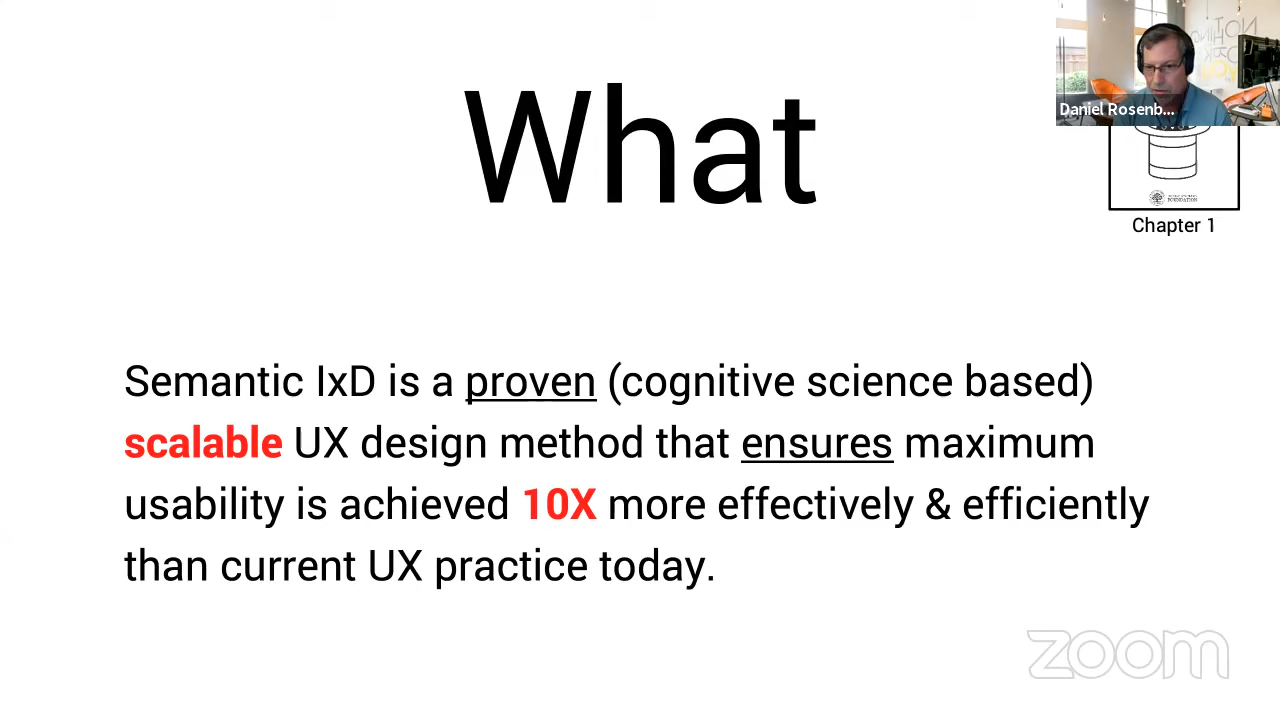 What
Daniel Rosenb...
FOUNDATION
Chapter 1
Semantic IxD is a proven (cognitive science based)
scalable UX design method that ensures maximum
usability is achieved 10X more effectively & efficiently
than current UX practice today.
zoom